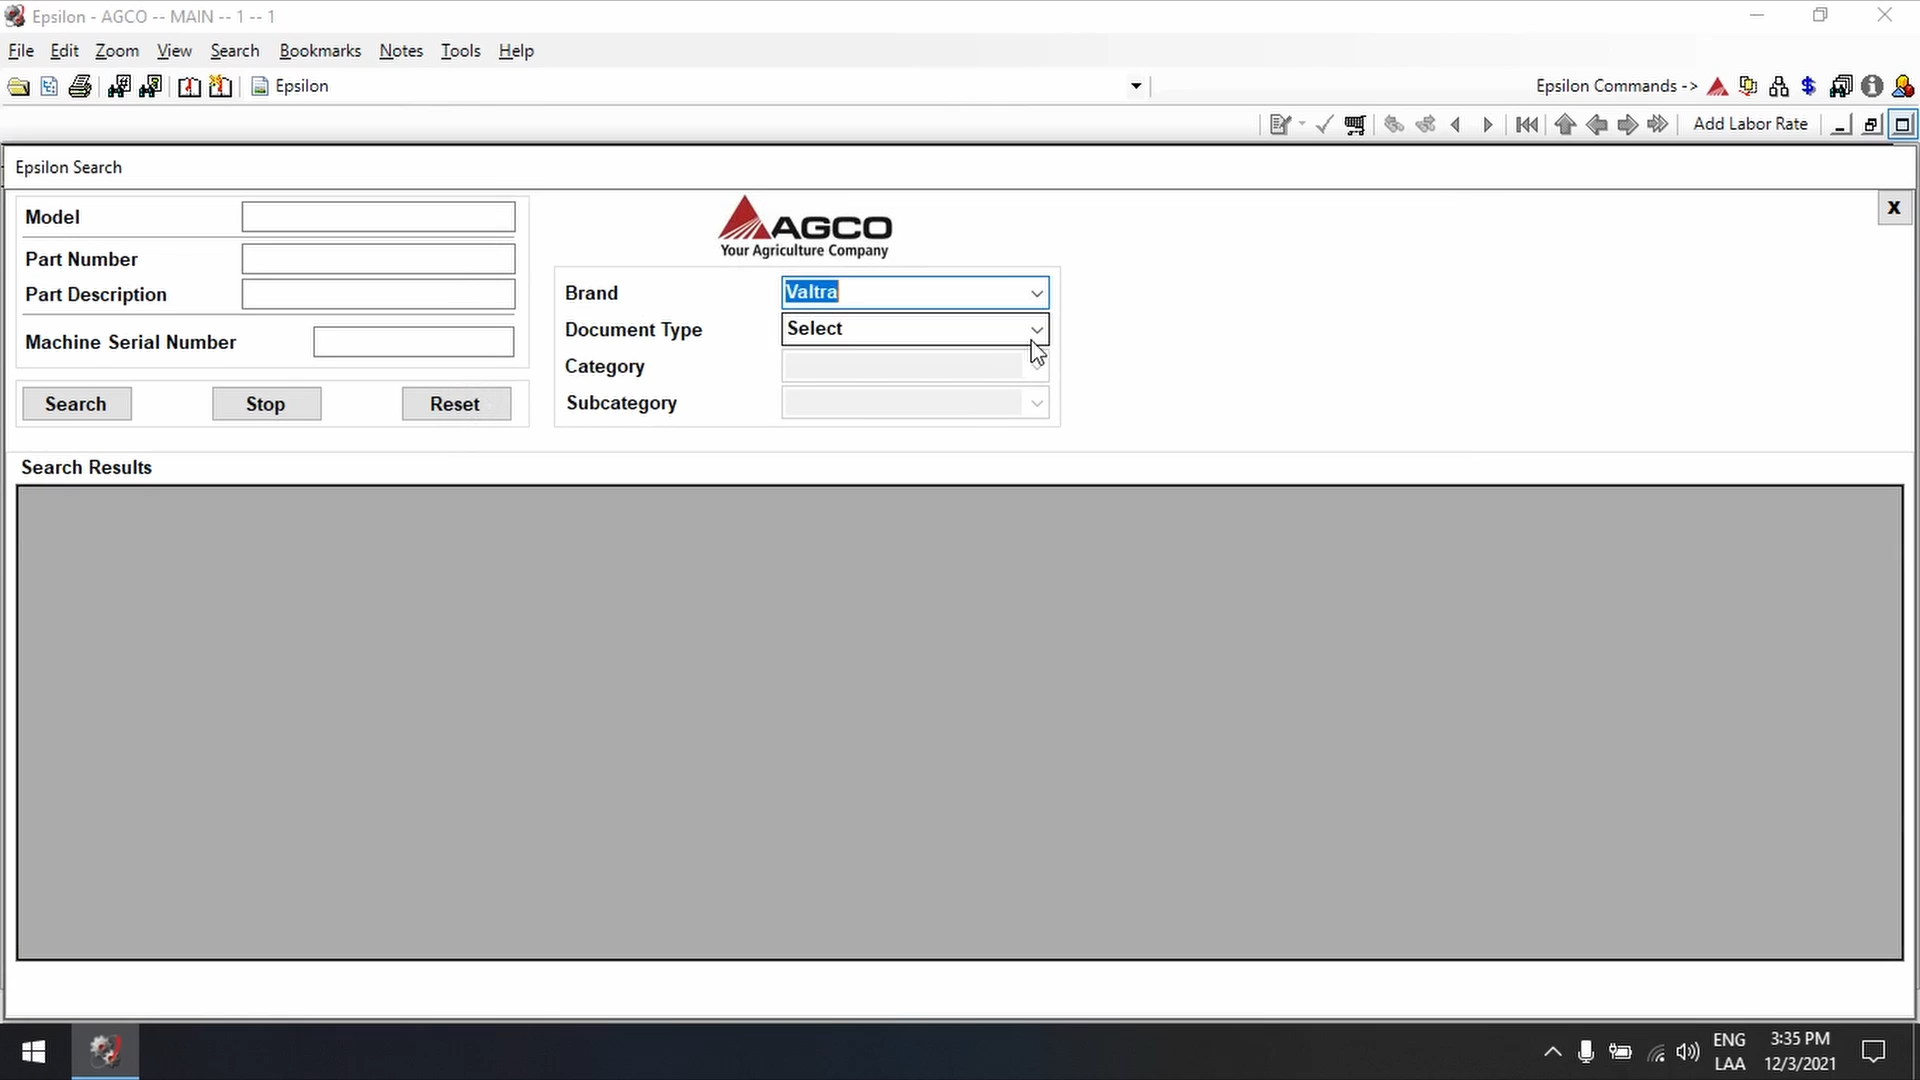 Epsilon - AGCO -- MAIN -- 1 -- 1
File Edit Zoom View Search Bookmarks Notes Tools Help
Epsilon
Epsilon Commands ->
Add Labor Rate
Epsilon Search
X
Model
Part Number
Part Description
Machine Serial Number
Search Stop Reset
AGCO
Your Agriculture Company
Brand Valtra
Document Type Select
Category
Subcategory
Search Results
ENG
LAA
3:35 PM
12/3/2021